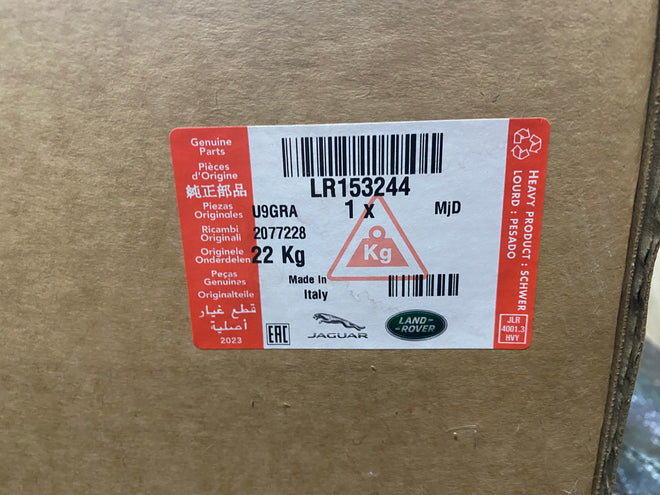 Genuine
Parts
Pièces
d'Origine
純正部品
Piezas
Originales
Ricambi
Originali
Originele
Onderdelen
Peças
Genuinas
Originalteile
قطع غيار
أصلية
2023
LR153244
U9GRA
1 x
MjD
2077228
22 Kg
Kg
Made In
Italy
EAC
JAGUAR
LAND-
-ROVER
HEAVY PRODUCT : SCHWER
LOURD : PESADO
JLR
4001.3
HVY